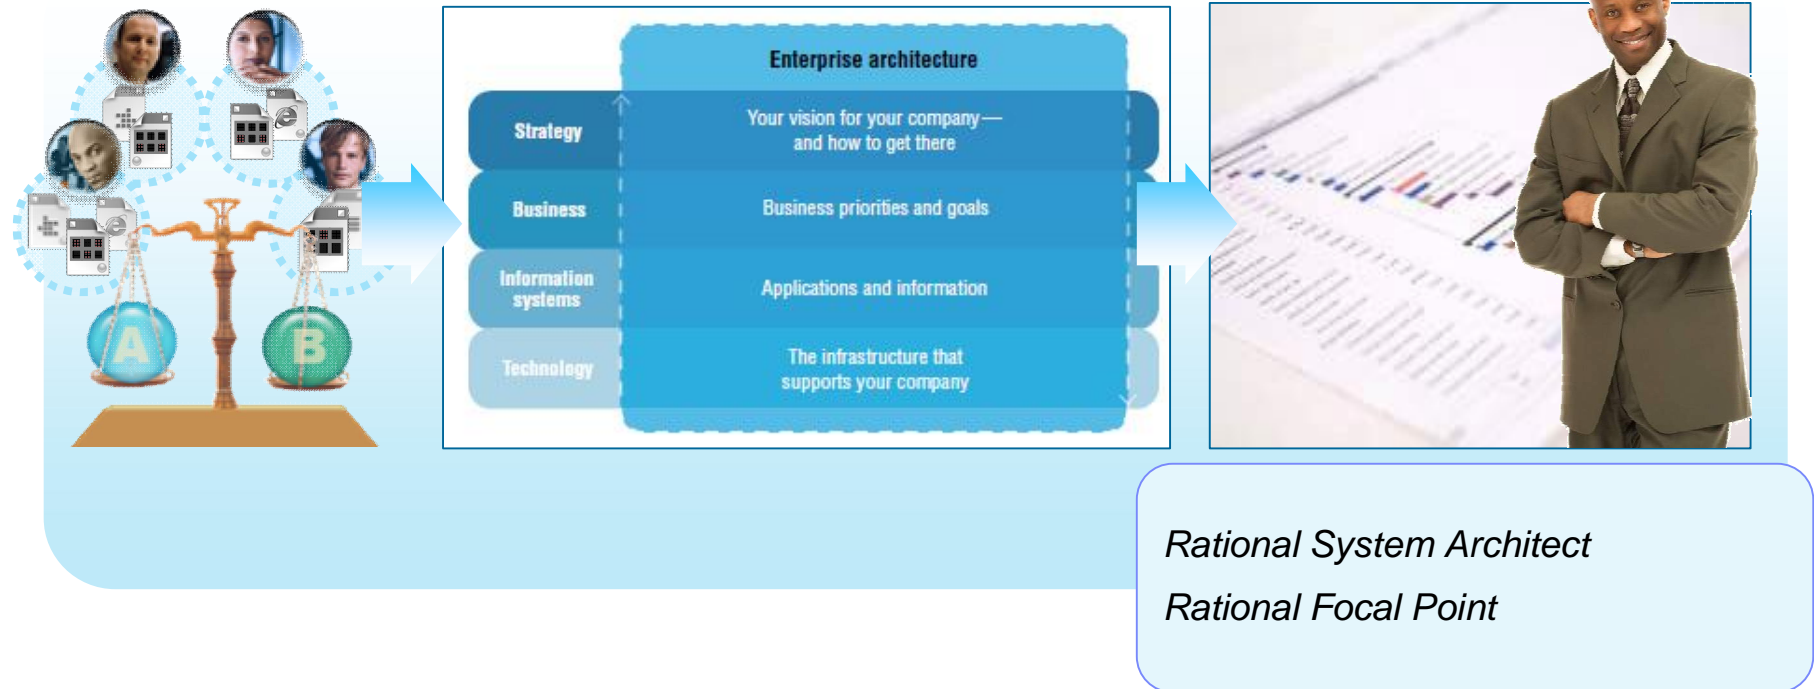 A
B
Enterprise architecture
Strategy
Your vision for your company—
and how to get there
Business
Business priorities and goals
Information
systems
Applications and information
Technology
The infrastructure that
supports your company
Rational System Architect
Rational Focal Point